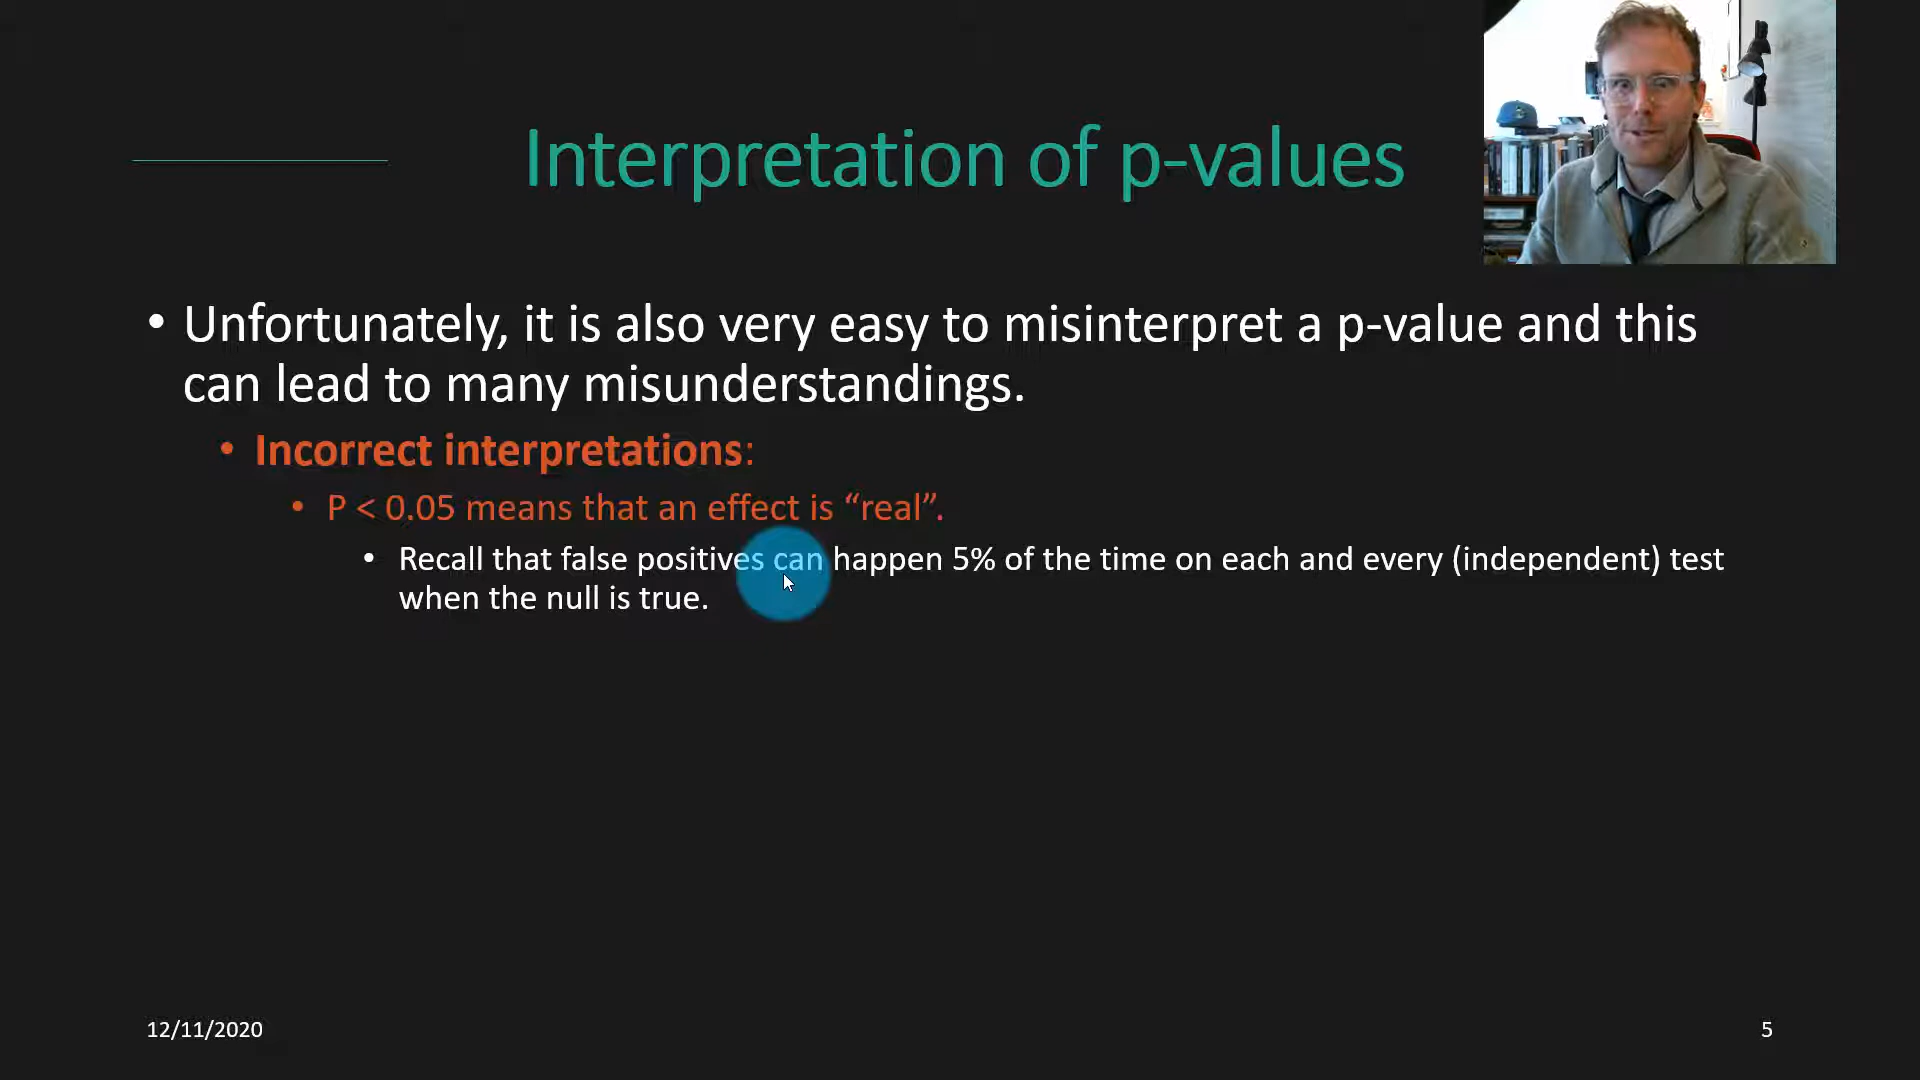 Interpretation of p-values
• Unfortunately, it is also very easy to misinterpret a p-value and this
can lead to many misunderstandings.
• Incorrect interpretations:
• P < 0.05 means that an effect is “real”.
• Recall that false positives can happen 5% of the time on each and every (independent) test
when the null is true.
12/11/2020
5